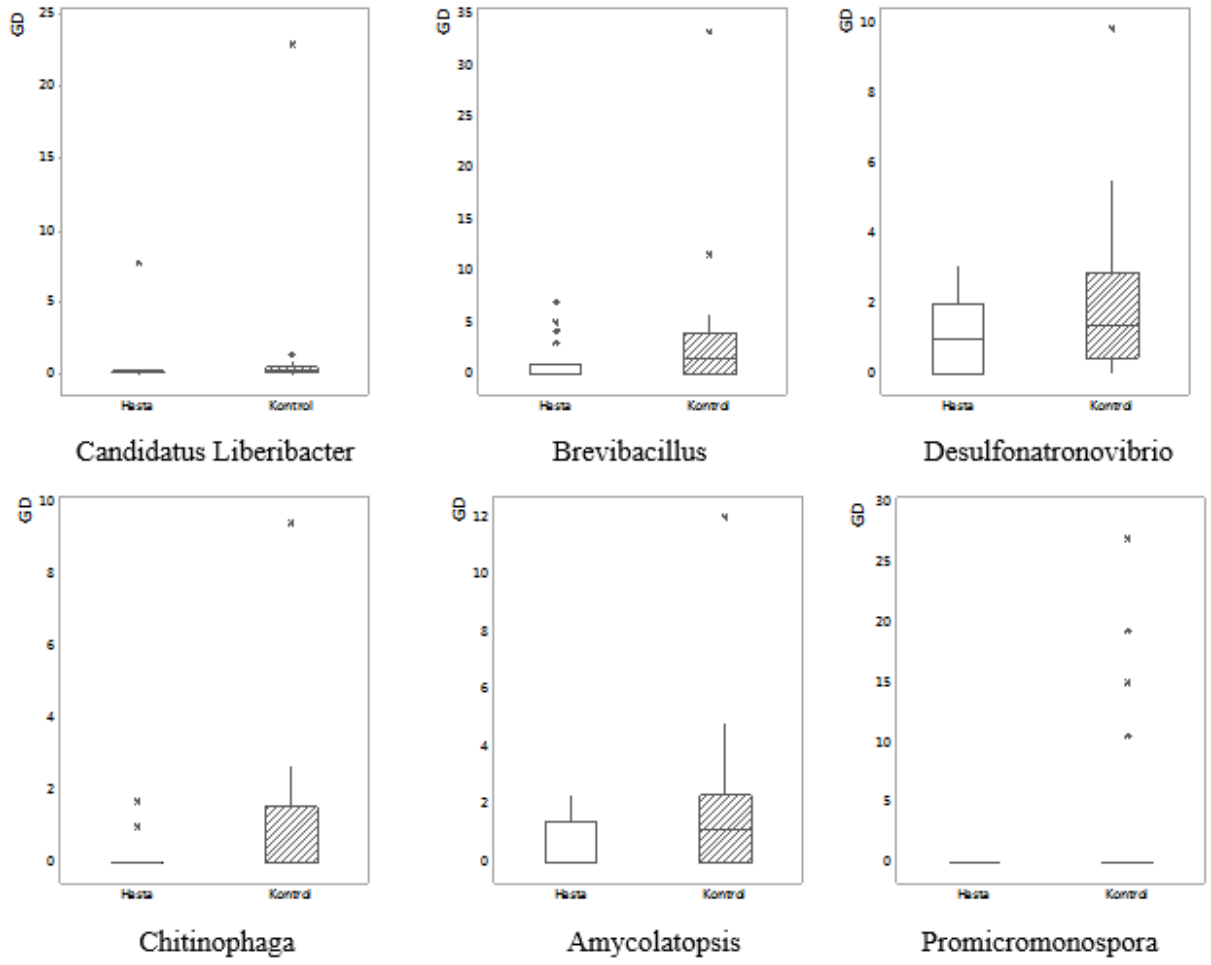 GD
25
20
15
10
5
0
Hasta Kontrol
Candidatus Liberibacter
GD
35
30
25
20
15
10
5
0
Hasta Kontrol
Brevibacillus
GD
10
8
6
4
2
0
Hasta Kontrol
Desulfonatronovibrio
GD
10
8
6
4
2
0
Hasta Kontrol
Chitinophaga
GD
12
10
8
6
4
2
0
Hasta Kontrol
Amycolatopsis
GD
30
25
20
15
10
5
0
Hasta Kontrol
Promicromonospora